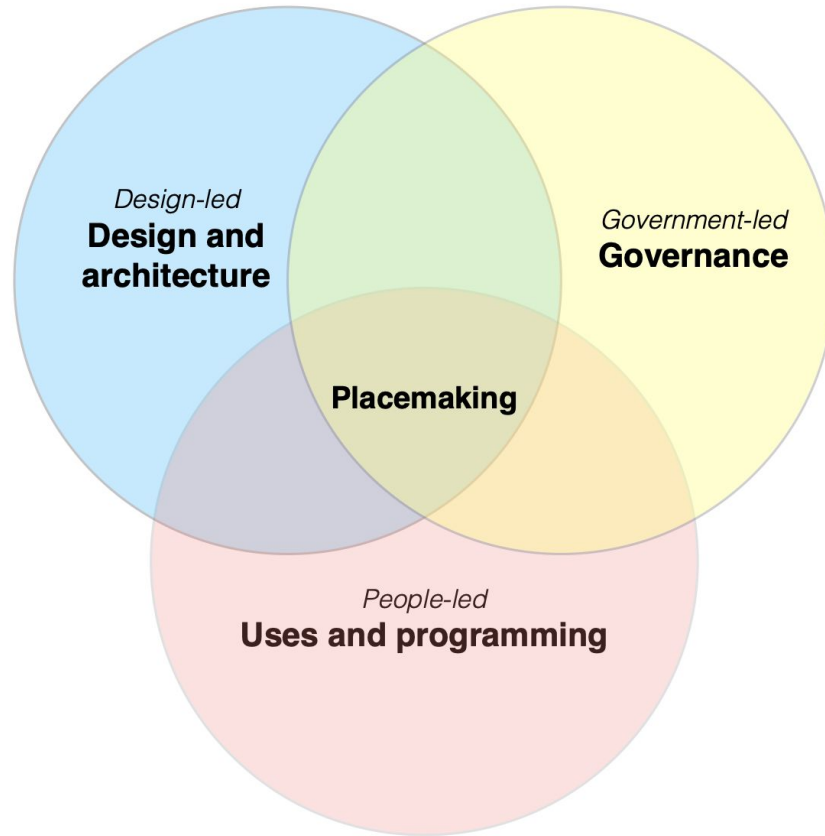 Design-led
Design and
architecture
Government-led
Governance
Placemaking
People-led
Uses and programming